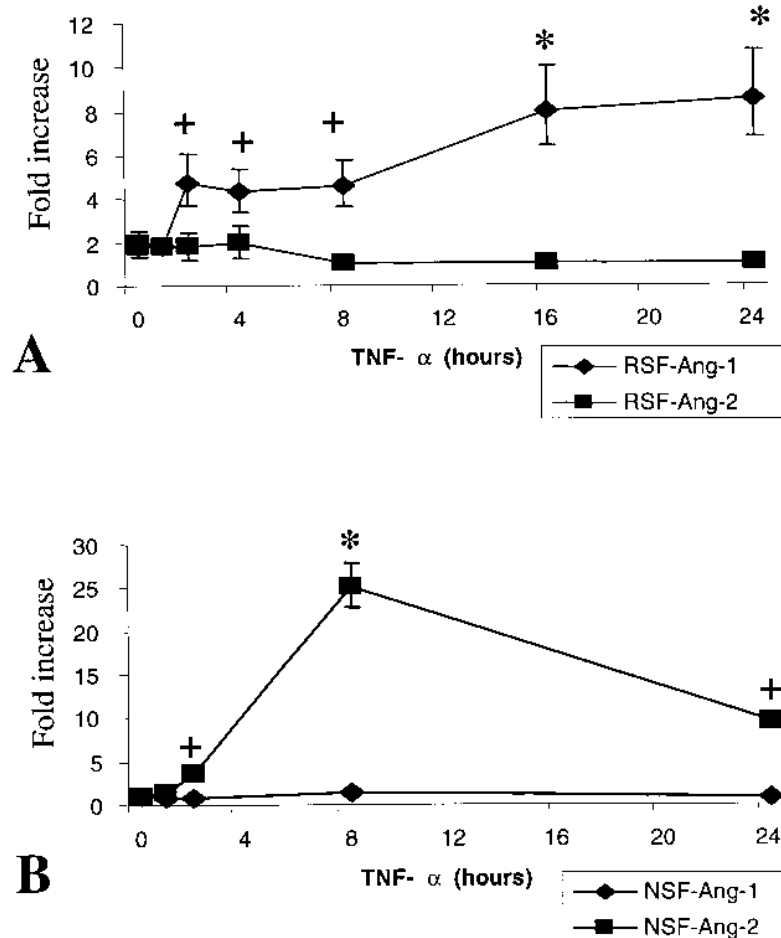 12
10
8
6
4
2
0
Fold increase
+
+
+
*
*
0 4 8 12 16 20 24
TNF- α (hours)
A
RSF-Ang-1
RSF-Ang-2
30
25
20
15
10
5
0
Fold increase
+
*
+
0 4 8 12 16 20 24
TNF- α (hours)
B
NSF-Ang-1
NSF-Ang-2